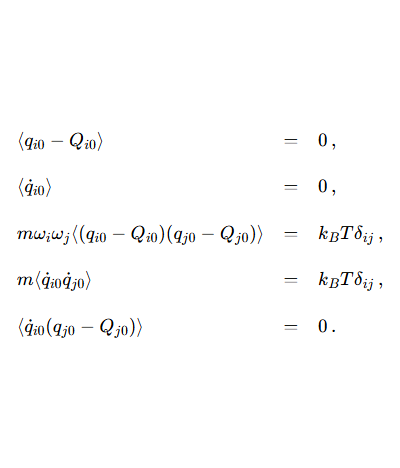 ⟨q_{i0} − Q_{i0}⟩ = 0 ,
⟨q̇_{i0}⟩ = 0 ,
mω_iω_j⟨(q_{i0} − Q_{i0})(q_{j0} − Q_{j0})⟩ = k_BTδ_{ij} ,
m⟨q̇_{i0}q̇_{j0}⟩ = k_BTδ_{ij} ,
⟨q̇_{i0}(q_{j0} − Q_{j0})⟩ = 0 .